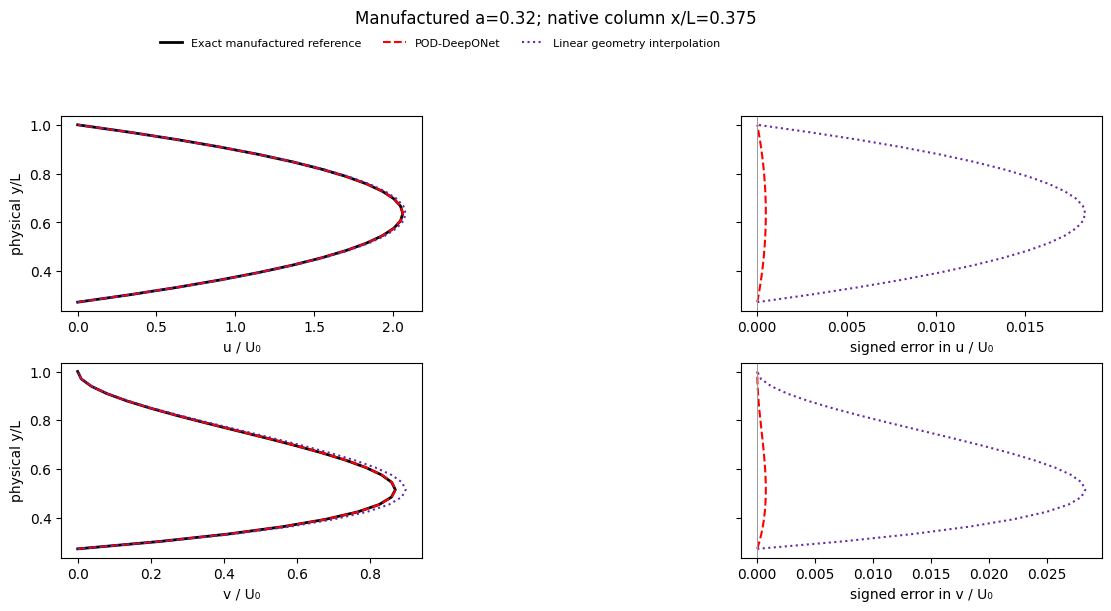 Manufactured a=0.32; native column x/L=0.375
Exact manufactured reference POD-DeepONet Linear geometry interpolation
physical y/L
1.0
0.8
0.6
0.4
0.0 0.5 1.0 1.5 2.0
u / U₀
0.000 0.005 0.010 0.015
signed error in u / U₀
physical y/L
1.0
0.8
0.6
0.4
0.0 0.2 0.4 0.6 0.8
v / U₀
0.000 0.005 0.010 0.015 0.020 0.025
signed error in v / U₀